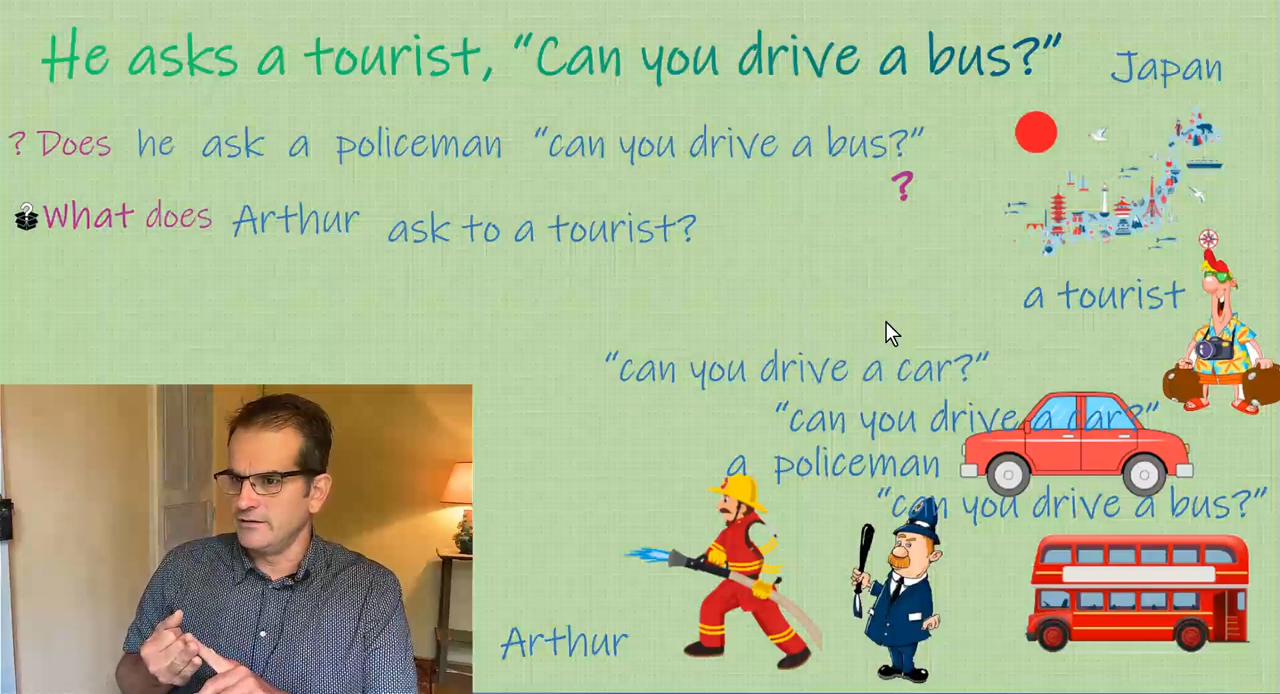 He asks a tourist, “Can you drive a bus?”
Japan
? Does he ask a policeman “can you drive a bus?”
?
What does Arthur ask to a tourist?
a tourist
“can you drive a car?”
“can you drive a car?”
a policeman
“can you drive a bus?”
Arthur